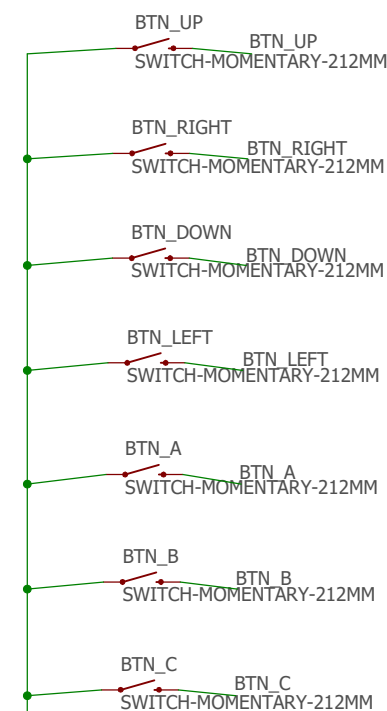 BTN_UP
BTN_UP
SWITCH-MOMENTARY-212MM
BTN_RIGHT
BTN_RIGHT
SWITCH-MOMENTARY-212MM
BTN_DOWN
BTN_DOWN
SWITCH-MOMENTARY-212MM
BTN_LEFT
BTN_LEFT
SWITCH-MOMENTARY-212MM
BTN_A
BTN_A
SWITCH-MOMENTARY-212MM
BTN_B
BTN_B
SWITCH-MOMENTARY-212MM
BTN_C
BTN_C
SWITCH-MOMENTARY-212MM